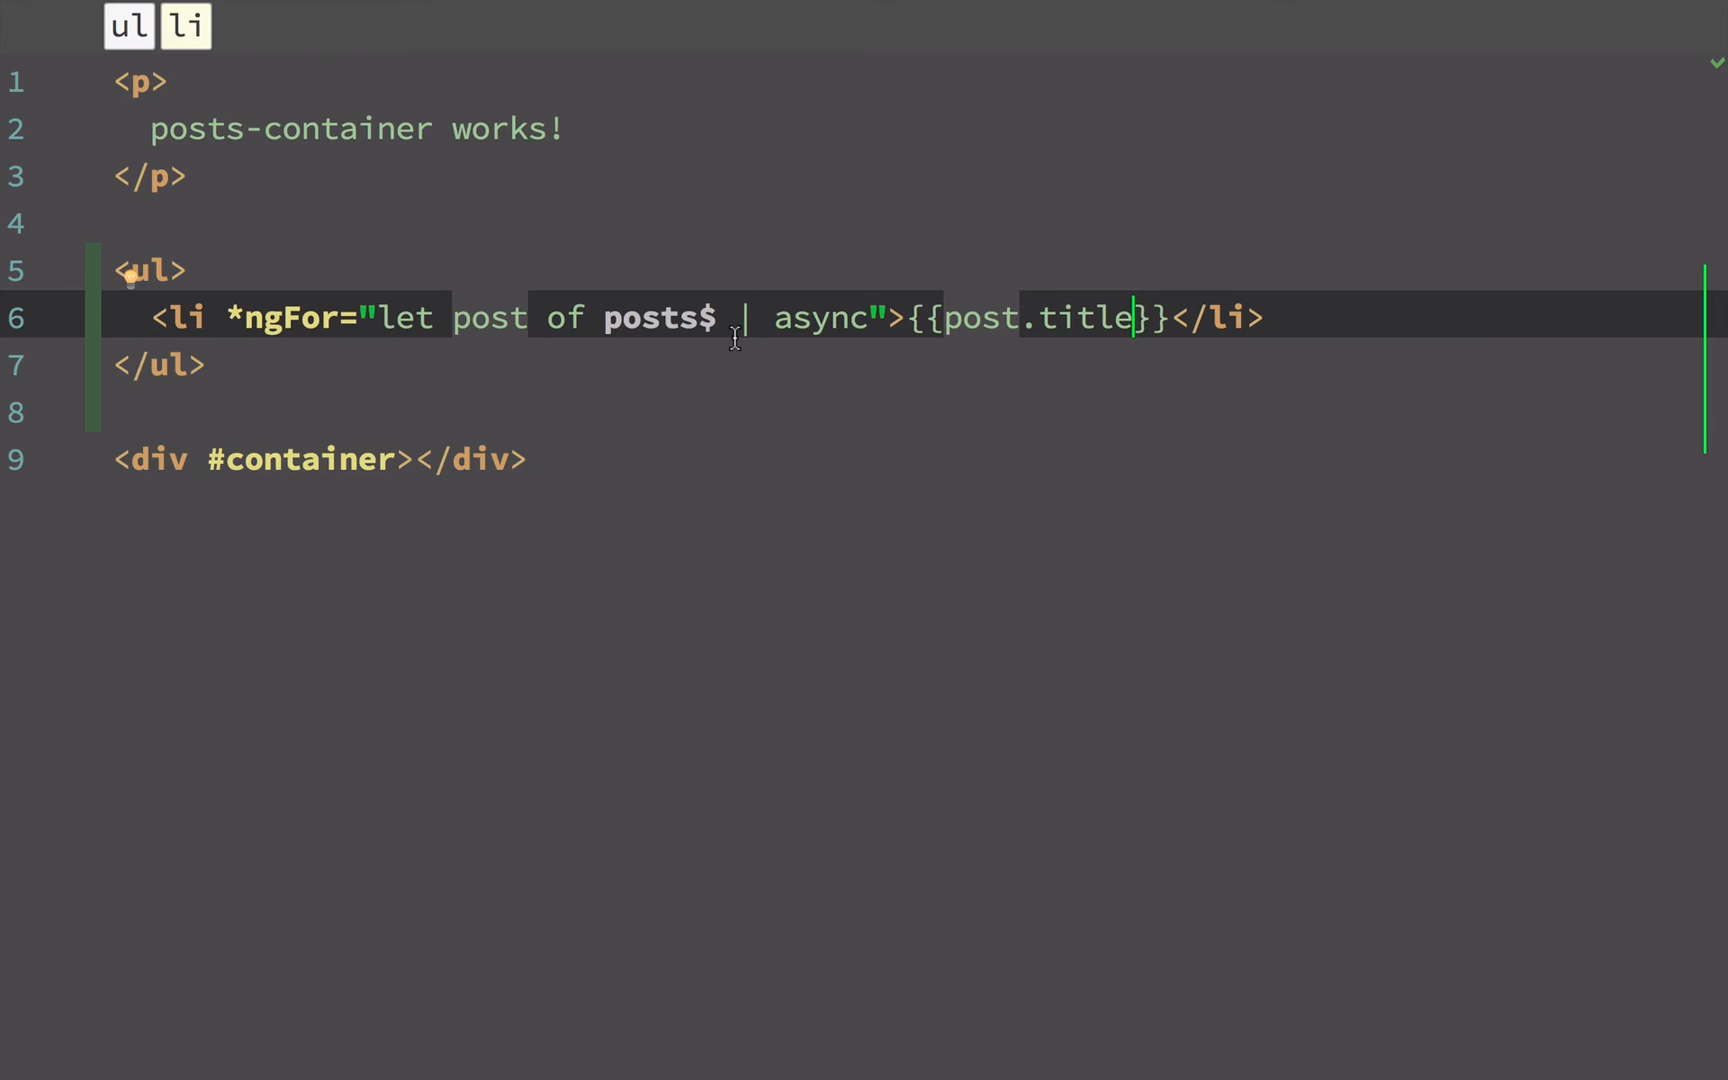 ul li
1 <p>
2 posts-container works!
3 </p>
4
5 <ul>
6 <li *ngFor="let post of posts$ | async">{{post.title}}</li>
7 </ul>
8
9 <div #container></div>